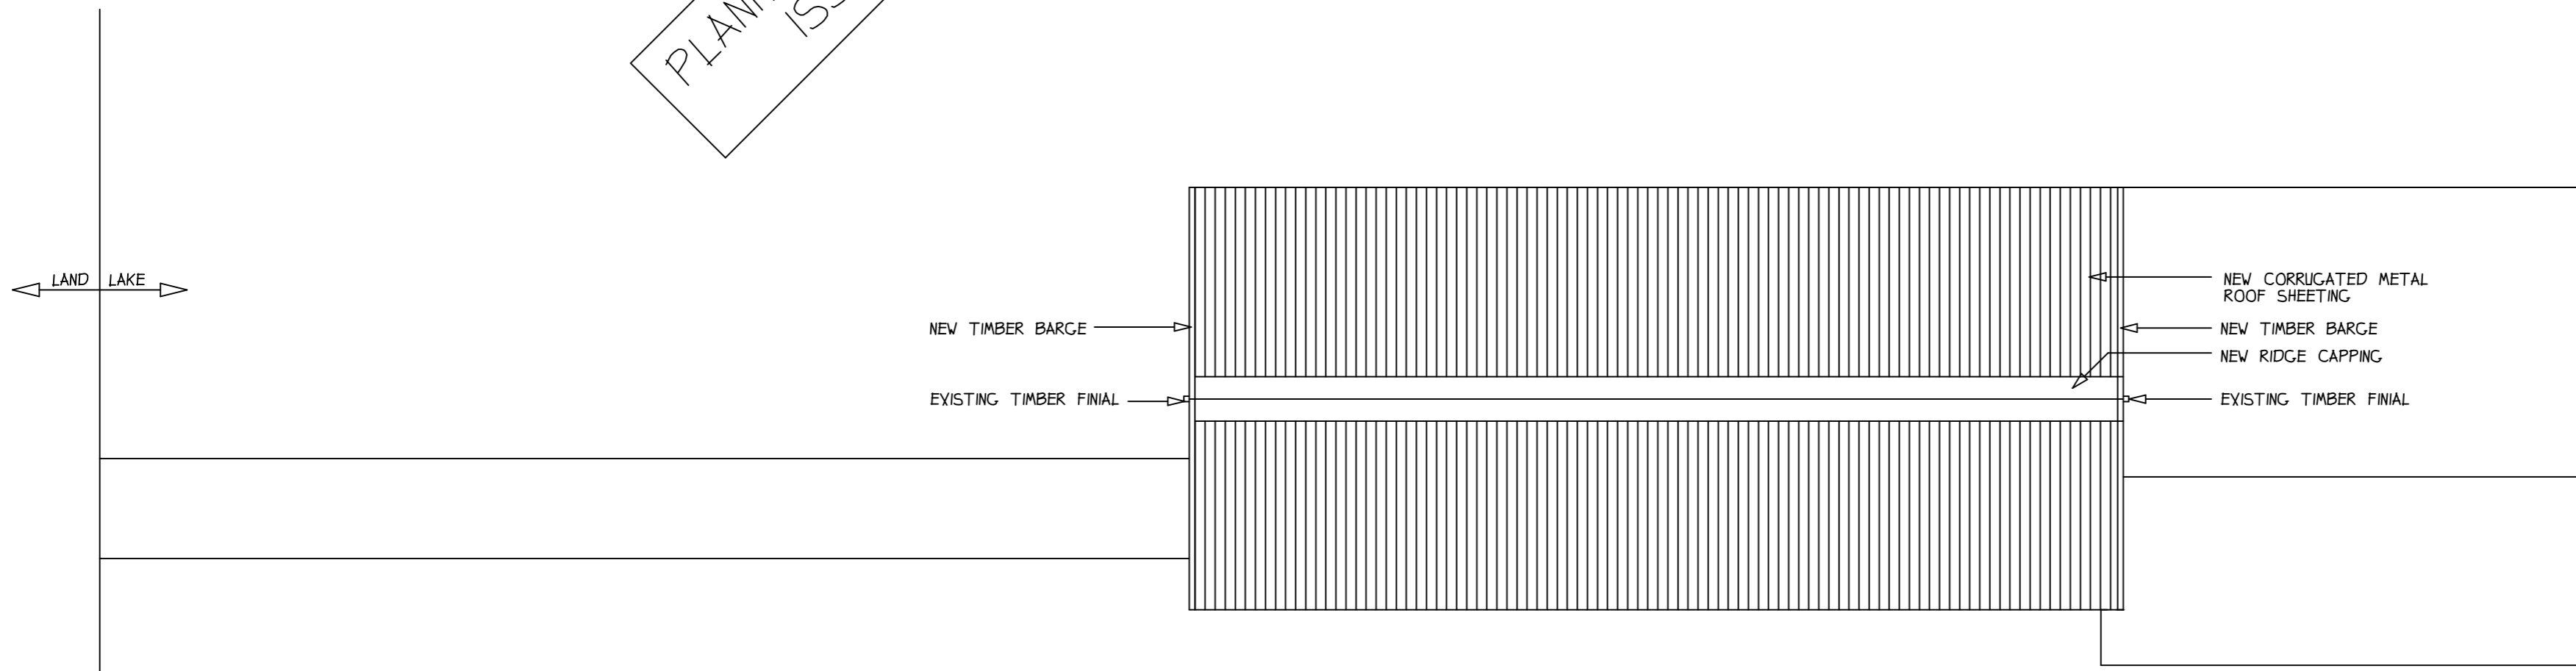 LAND LAKE
NEW TIMBER BARGE
EXISTING TIMBER FINIAL
NEW CORRUGATED METAL
ROOF SHEETING
NEW TIMBER BARGE
NEW RIDGE CAPPING
EXISTING TIMBER FINIAL